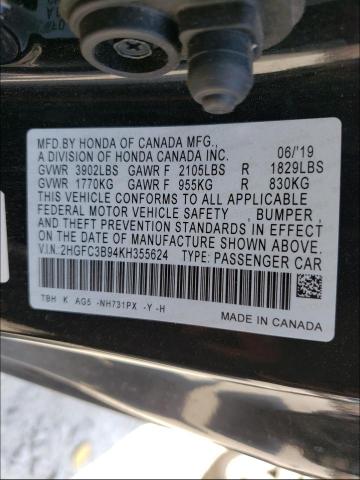 MFD.BY HONDA OF CANADA MFG.,
A DIVISION OF HONDA CANADA INC. 06/'19
GVWR 3902LBS GAWR F 2105LBS R 1829LBS
GVWR 1770KG GAWR F 955KG R 830KG
THIS VEHICLE CONFORMS TO ALL APPLICABLE
FEDERAL MOTOR VEHICLE SAFETY , BUMPER ,
AND THEFT PREVENTION STANDARDS IN EFFECT
ON THE DATE OF MANUFACTURE SHOWN ABOVE.
V.I.N. 2HGFC3B94KH355624 TYPE: PASSENGER CAR
TBH K AG5 -NH731PX -Y -H
MADE IN CANADA